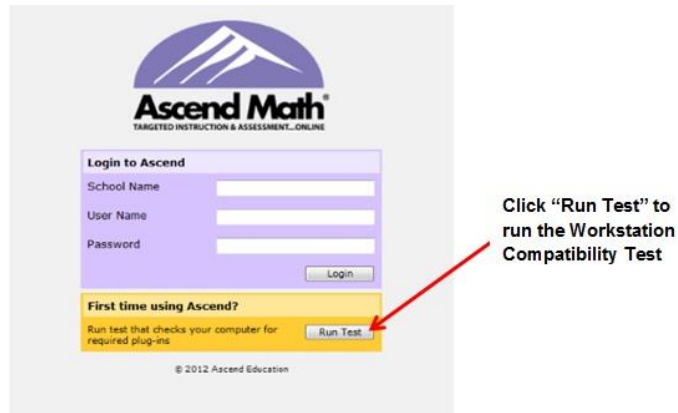 Ascend Math®
TARGETED INSTRUCTION & ASSESSMENT...ONLINE
Login to Ascend
School Name
User Name
Password
Login
First time using Ascend?
Run test that checks your computer for
required plug-ins
Run Test
© 2012 Ascend Education
Click “Run Test” to
run the Workstation
Compatibility Test